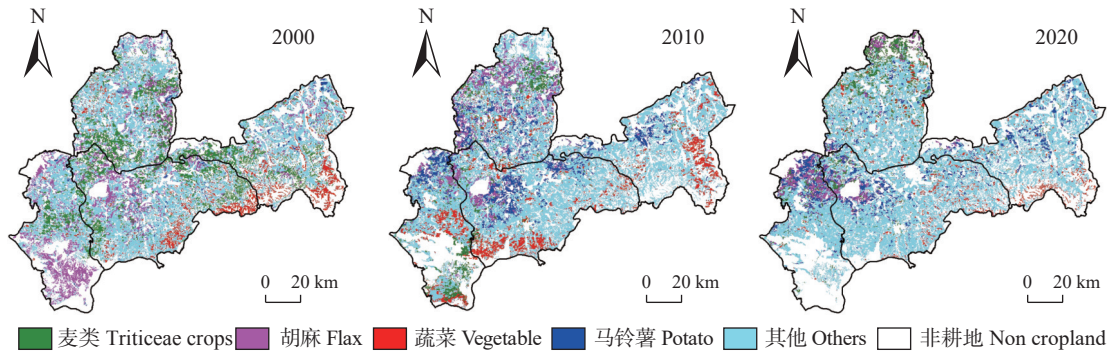 N
2000
0 20 km
N
2010
0 20 km
N
2020
0 20 km
麦类 Triticeae crops
胡麻 Flax
蔬菜 Vegetable
马铃薯 Potato
其他 Others
非耕地 Non cropland